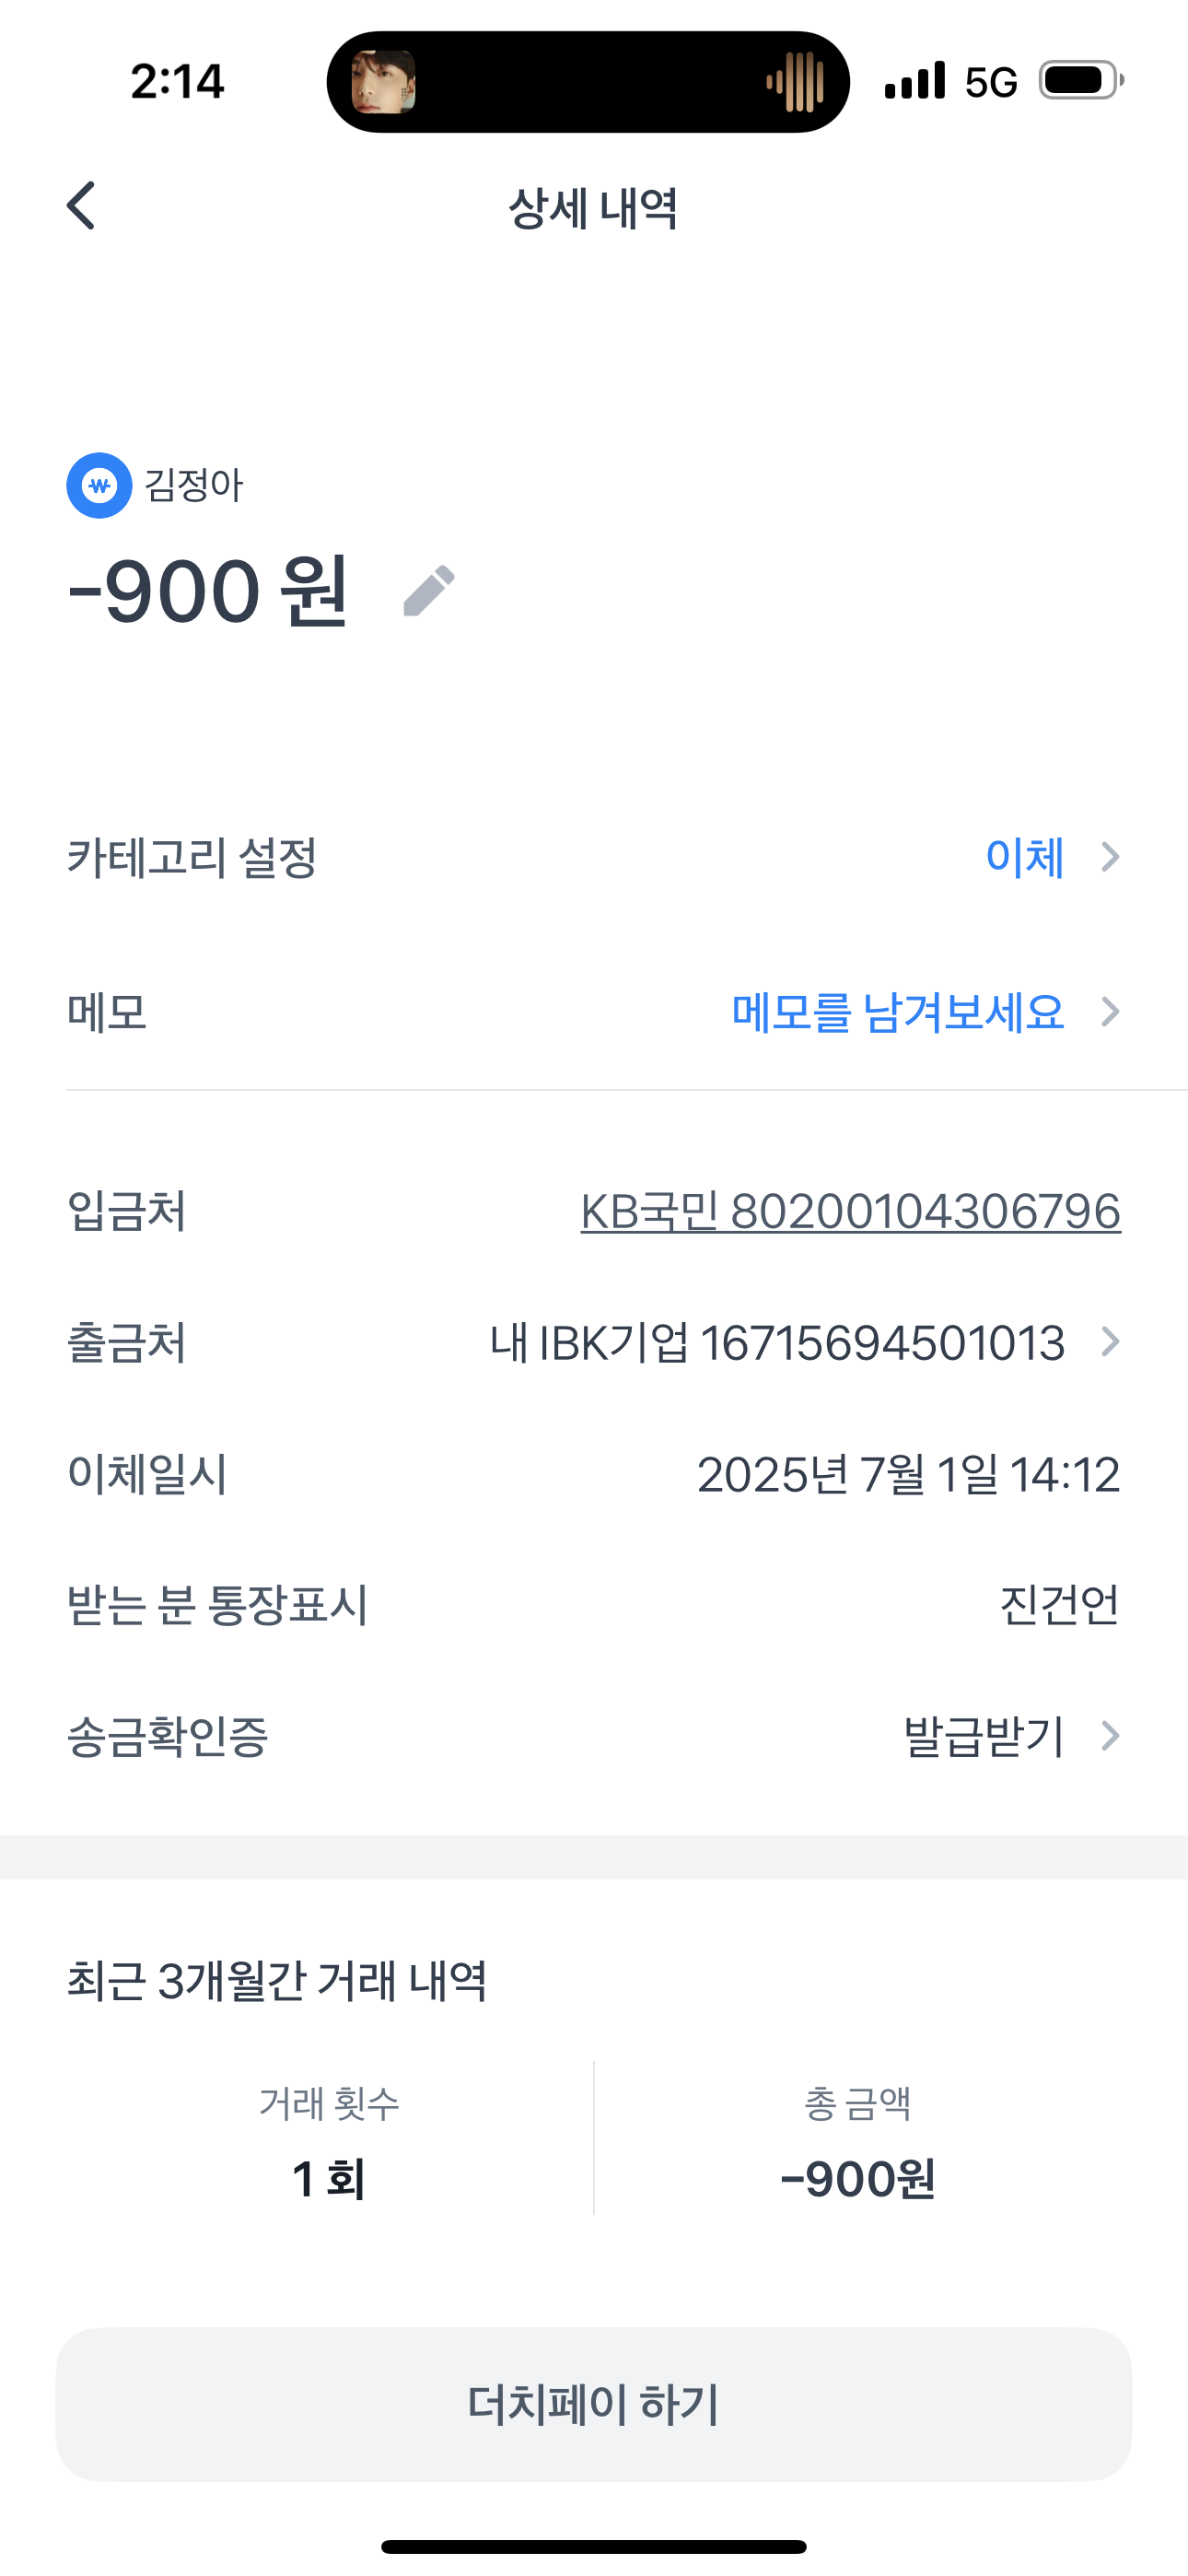 2:14
5G
상세 내역
₩ 김정아
-900 원
카테고리 설정 이체
메모 메모를 남겨보세요
입금처 KB국민 80200104306796
출금처 내 IBK기업 16715694501013
이체일시 2025년 7월 1일 14:12
받는 분 통장표시 진건언
송금확인증 발급받기
최근 3개월간 거래 내역
거래 횟수 총 금액
1 회 -900원
더치페이 하기